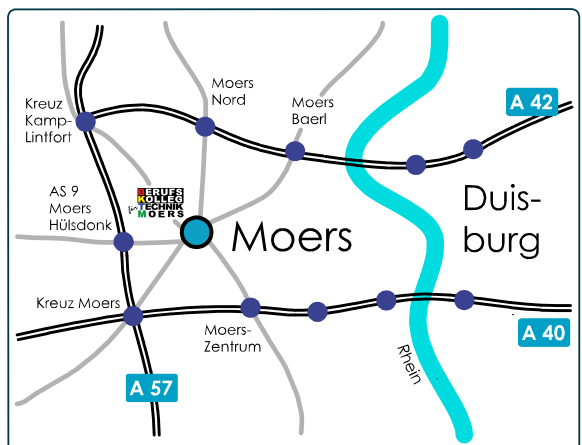 Moers
Nord
Moers
Baerl
A 42
Kreuz
Kamp-
Lintfort
AS 9
Moers
Hülsdonk
BERUFS
KOLLEG
für TECHNIK
MOERS
Duis-
burg
Moers
Kreuz Moers
Moers-
Zentrum
A 40
Rhein
A 57